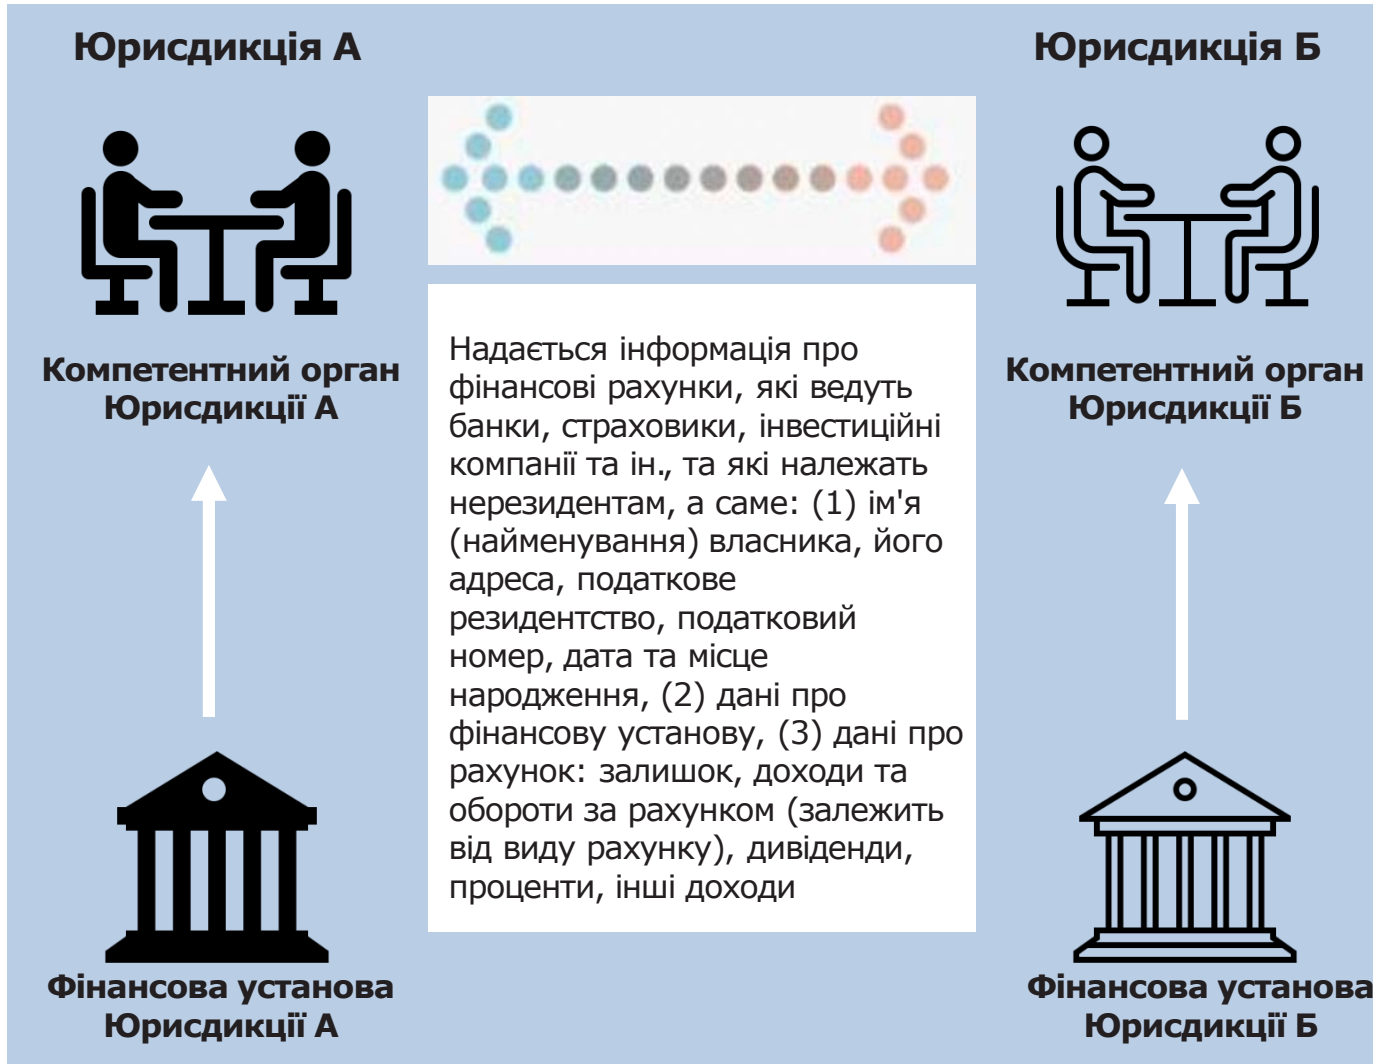 Юрисдикція А
Юрисдикція Б
Компетентний орган
Юрисдикції А
Надається інформація про
фінансові рахунки, які ведуть
банки, страховики, інвестиційні
компанії та ін., та які належать
нерезидентам, а саме: (1) ім'я
(найменування) власника, його
адреса, податкове
резидентство, податковий
номер, дата та місце
народження, (2) дані про
фінансову установу, (3) дані про
рахунок: залишок, доходи та
обороти за рахунком (залежить
від виду рахунку), дивіденди,
проценти, інші доходи
Компетентний орган
Юрисдикції Б
Фінансова установа
Юрисдикції А
Фінансова установа
Юрисдикції Б